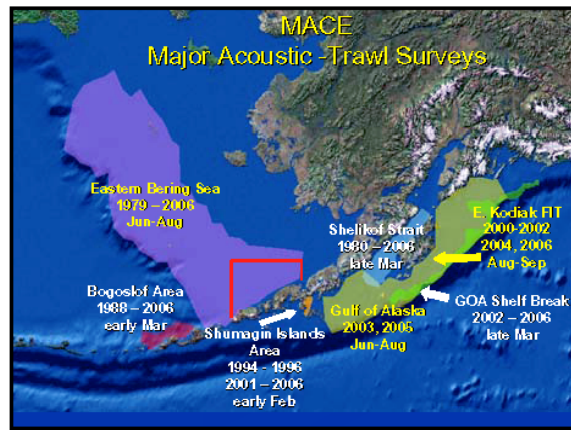 MACE
Major Acoustic -Trawl Surveys
Eastern Bering Sea
1979 – 2006
Jun-Aug
Shelikof Strait
1980 – 2006
late Mar
E. Kodiak FIT
2000-2002
2004, 2006
Aug-Sep
Bogoslof Area
1988 – 2006
early Mar
Shumagin Islands
Area
1994 - 1996
2001 – 2006
early Feb
Gulf of Alaska
2003, 2005
Jun-Aug
GOA Shelf Break
2002 – 2006
late Mar